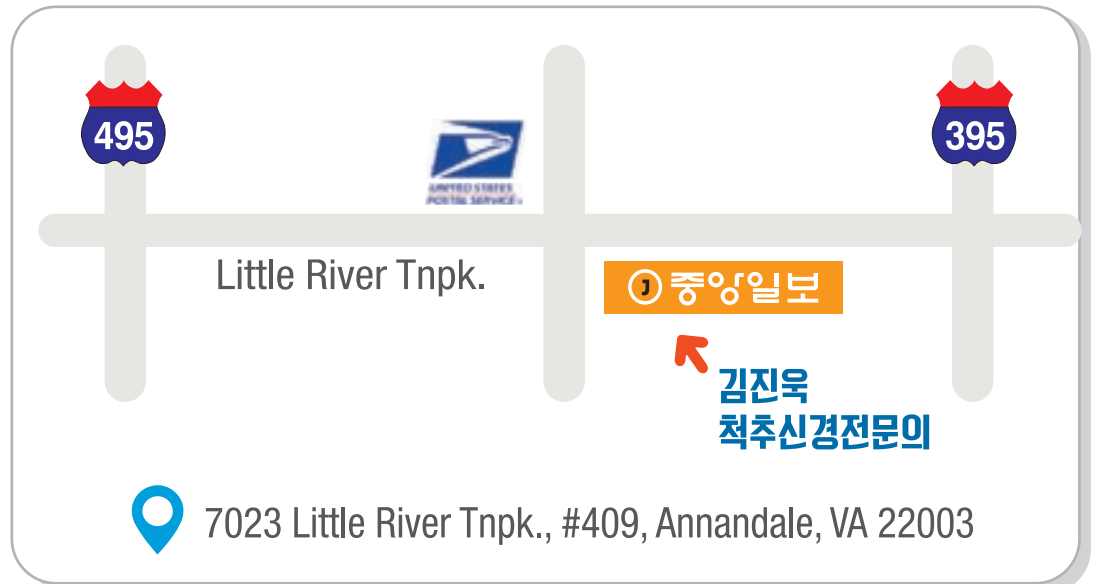 495
395
UNITED STATES
POSTAL SERVICE®
Little River Tnpk.
J 중앙일보
김진욱
척추신경전문의
7023 Little River Tnpk., #409, Annandale, VA 22003